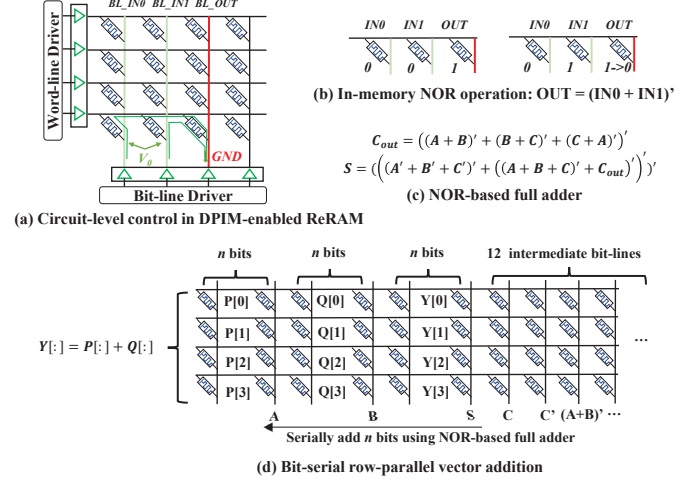 BL_IN0 BL_IN1 BL_OUT
Word-line Driver
V₀
GND
Bit-line Driver
(a) Circuit-level control in DPIM-enabled ReRAM
IN0 IN1 OUT
0 0 1
IN0 IN1 OUT
0 1 1->0
(b) In-memory NOR operation: OUT = (IN0 + IN1)’
C_out = ((A + B)′ + (B + C)′ + (C + A)′)′
S = (((A′ + B′ + C′)′ + ((A + B + C)′ + C_out)′)′)′
(c) NOR-based full adder
n bits n bits n bits 12 intermediate bit-lines
P[0] Q[0] Y[0]
P[1] Q[1] Y[1]
Y[:] = P[:] + Q[:]
P[2] Q[2] Y[2]
P[3] Q[3] Y[3]
...
A B S C C’ (A+B)’ ...
Serially add n bits using NOR-based full adder
(d) Bit-serial row-parallel vector addition